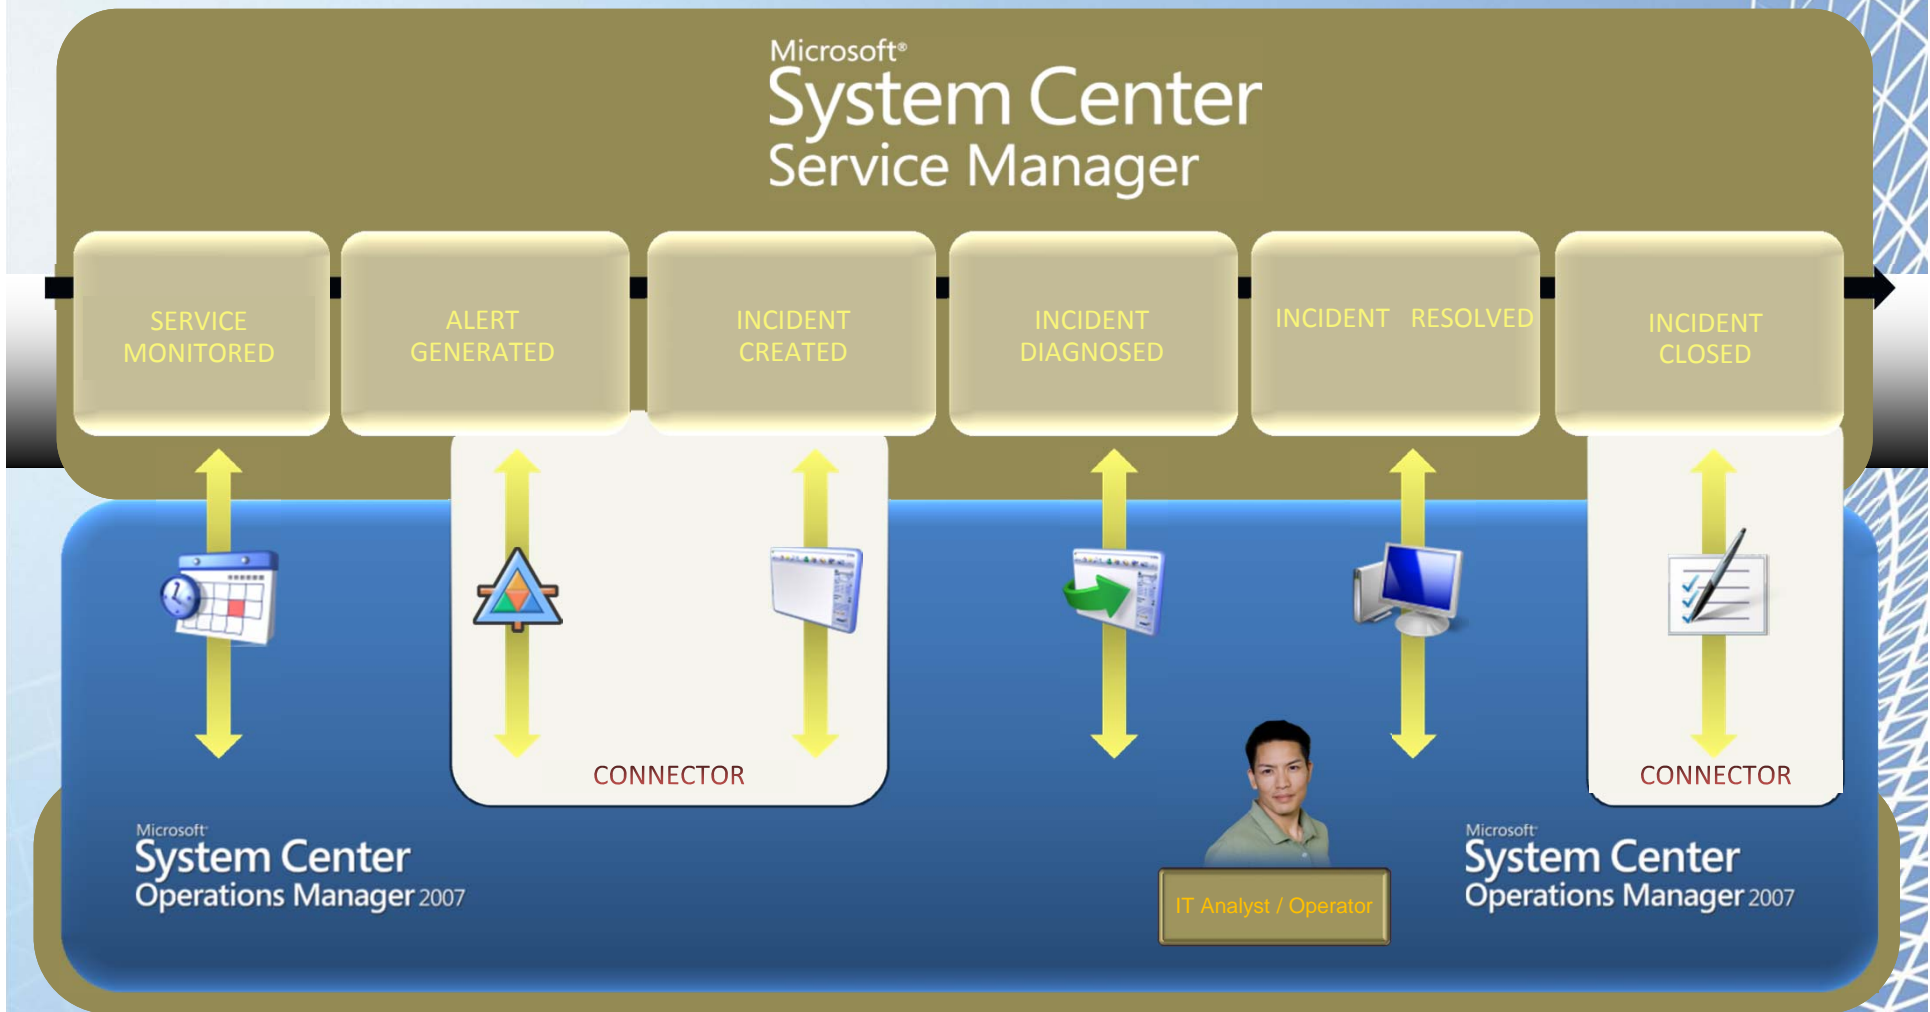 Microsoft®
System Center
Service Manager
SERVICE
MONITORED
ALERT
GENERATED
INCIDENT
CREATED
INCIDENT
DIAGNOSED
INCIDENT RESOLVED
INCIDENT
CLOSED
CONNECTOR
CONNECTOR
Microsoft
System Center
Operations Manager 2007
IT Analyst / Operator
Microsoft
System Center
Operations Manager 2007